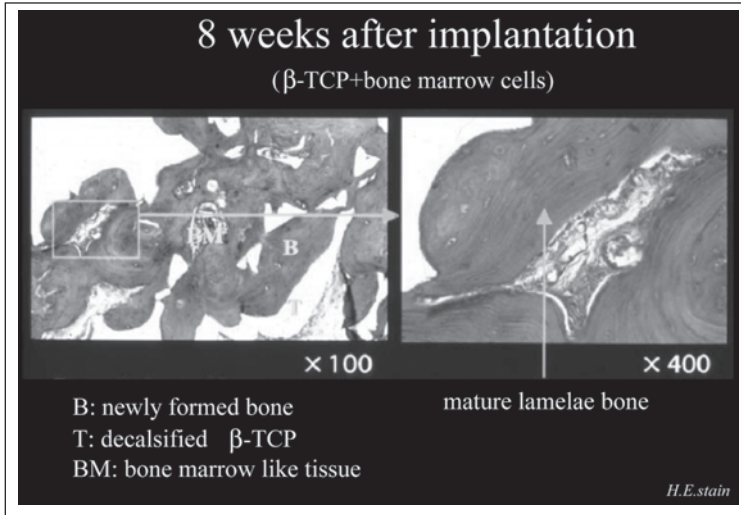 8 weeks after implantation
(β-TCP+bone marrow cells)
BM
B
T
× 100
× 400
B: newly formed bone
T: decalsified β-TCP
BM: bone marrow like tissue
mature lamelae bone
H.E.stain